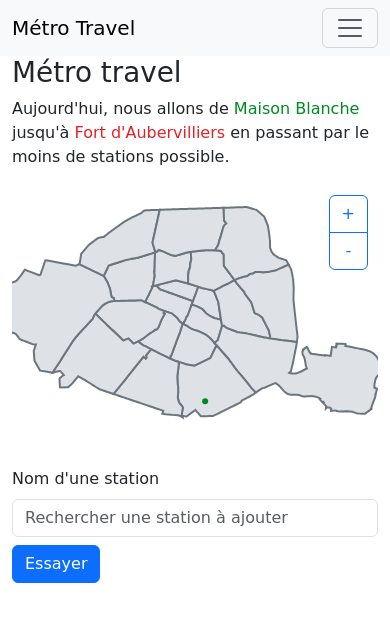 Métro Travel
Métro travel
Aujourd'hui, nous allons de Maison Blanche
jusqu'à Fort d'Aubervilliers en passant par le
moins de stations possible.
+
-
Nom d'une station
Rechercher une station à ajouter
Essayer